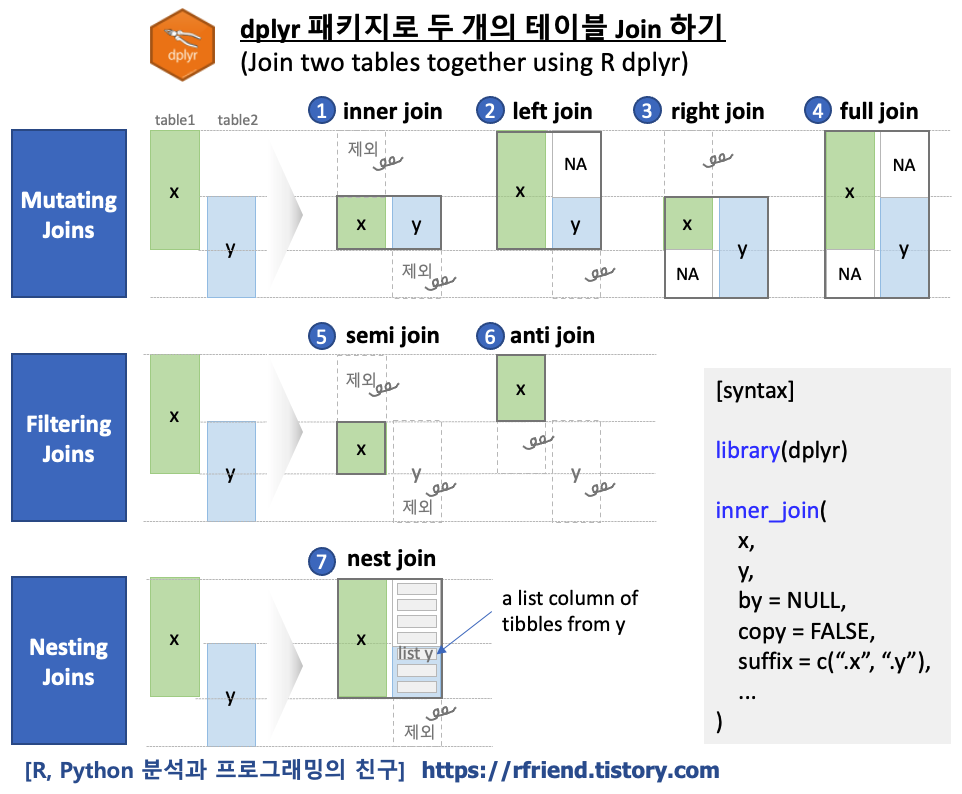 dplyr
dplyr 패키지로 두 개의 테이블 Join 하기
(Join two tables together using R dplyr)
table1
table2
1 inner join
2 left join
3 right join
4 full join
Mutating
Joins
x
y
제외
x
y
제외
x
NA
y
x
NA
y
x
NA
NA
y
5 semi join
6 anti join
Filtering
Joins
x
y
제외
x
y
제외
x
y
7 nest join
Nesting
Joins
x
y
x
list y
제외
a list column of
tibbles from y
[syntax]
library(dplyr)
inner_join(
x,
y,
by = NULL,
copy = FALSE,
suffix = c(“.x”, “.y”),
...
)
[R, Python 분석과 프로그래밍의 친구] https://rfriend.tistory.com